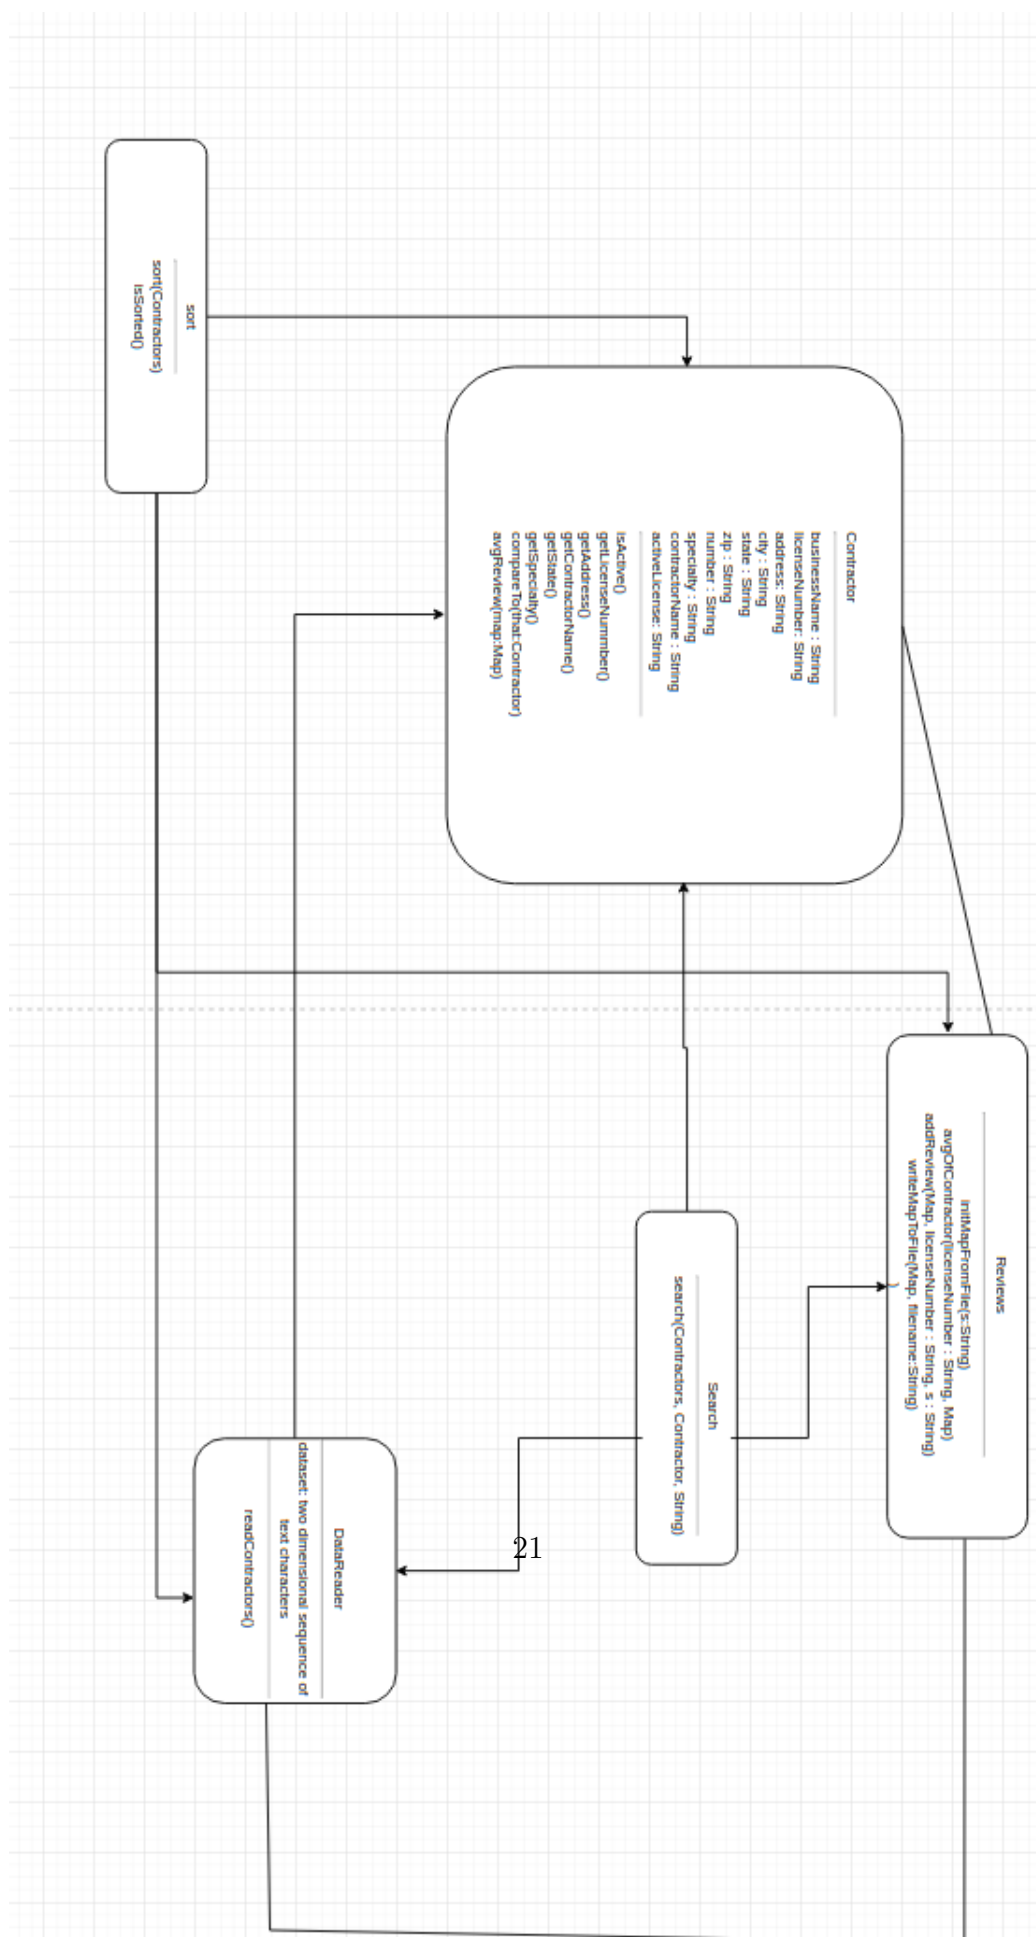 sort
sort(Contractors)
isSorted()
Contractor
businessName : String
licenseNumber: String
address: String
city : String
state : String
zip : String
number : String
specialty : String
contractorName : String
activeLicense: String
isActive()
getLicenseNummber()
getAddress()
getContractorName()
getState()
getSpecialty()
compareTo(that:Contractor)
avgReview(map:Map)
Reviews
initMapFromFile(s:String)
avgOfContractor(licenseNumber : String, Map)
addReview(Map, licenseNumber : String, s : String)
writeMapToFile(Map, filename:String)
)
Search
search(Contractors, Contractor, String)
DataReader
dataset: two dimensional sequence of
text characters
readContractors()
21